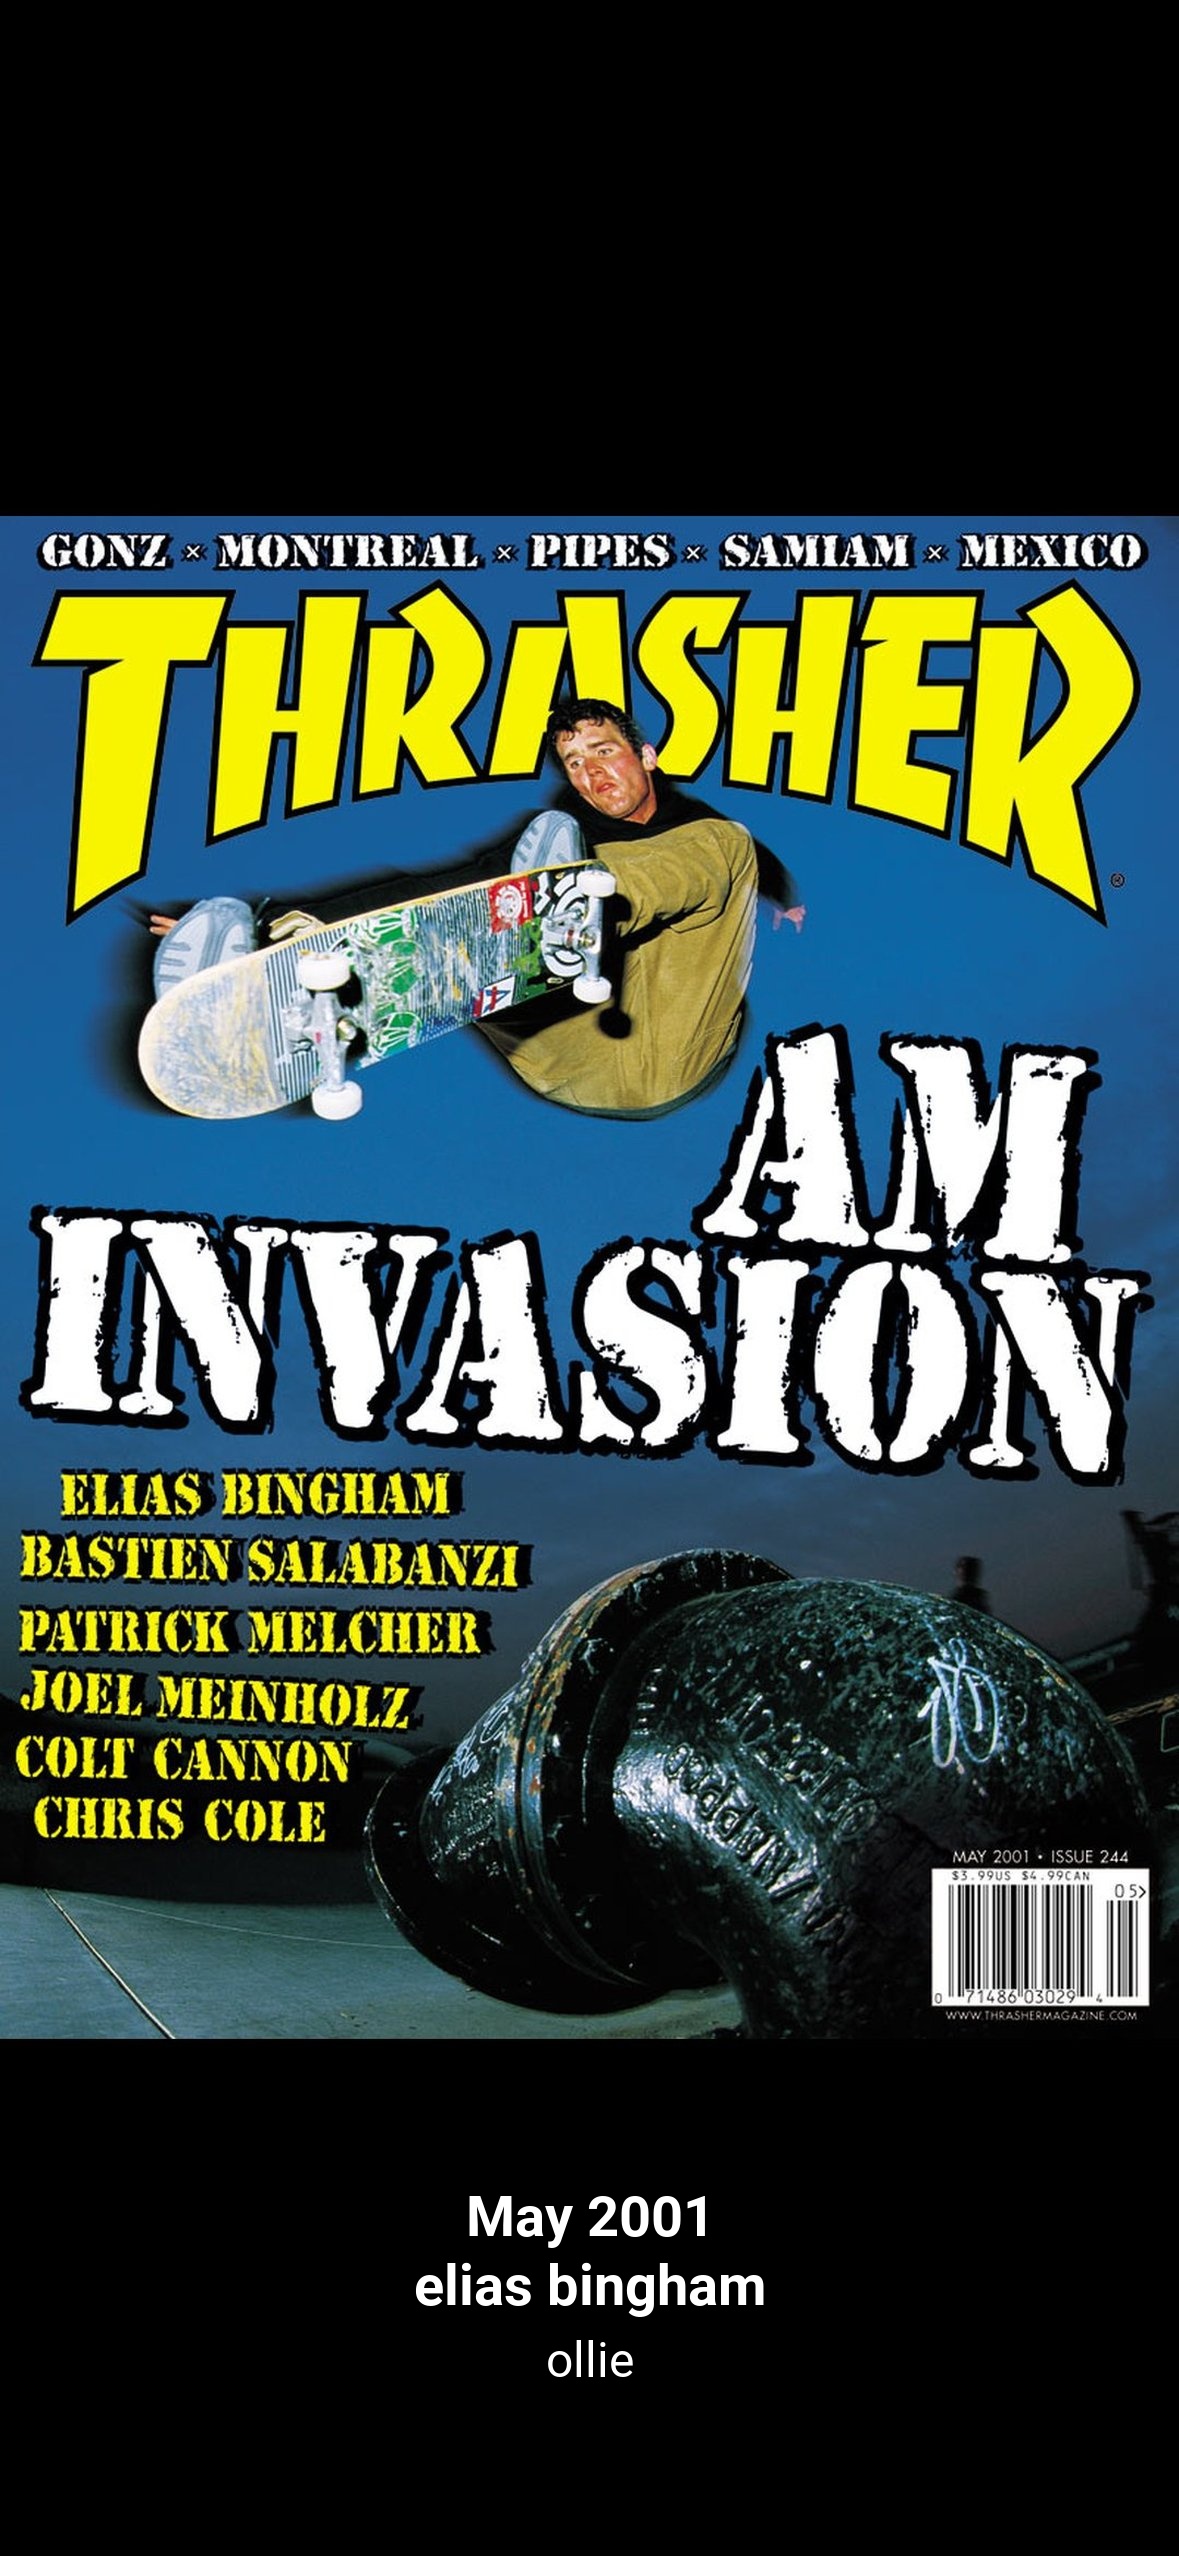 GONZ × MONTREAL × PIPES × SAMIAM × MEXICO
THRASHER
®
AM
INVASION
ELIAS BINGHAM
BASTIEN SALABANZI
PATRICK MELCHER
JOEL MEINHOLZ
COLT CANNON
CHRIS COLE
MAY 2001 • ISSUE 244
$3.99US $4.99CAN
05>
0 71486 03029 4
WWW.THRASHERMAGAZINE.COM
May 2001
elias bingham
ollie